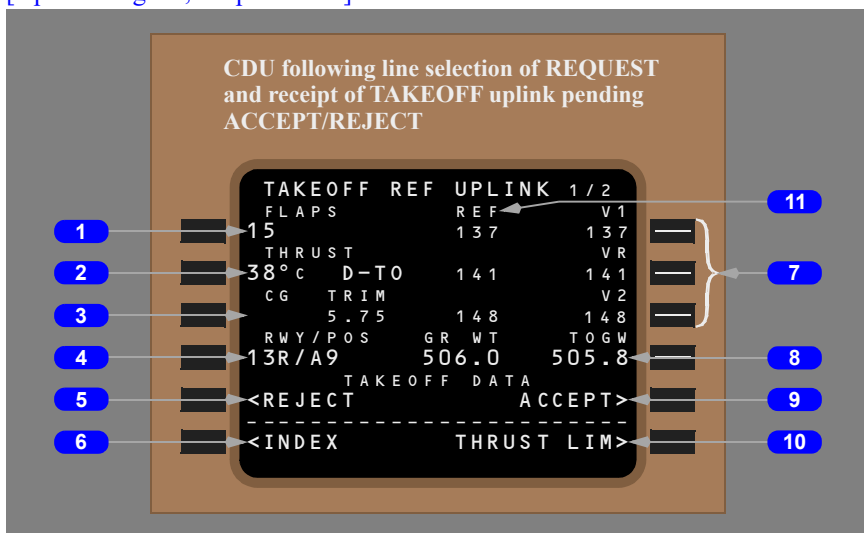 CDU following line selection of REQUEST
and receipt of TAKEOFF uplink pending
ACCEPT/REJECT
TAKEOFF REF UPLINK 1/2
FLAPS REF V1 11
1 15 137 137
THRUST VR
2 38°C D-TO 141 141 7
CG TRIM V2
3 5.75 148 148
RWY/POS GR WT TOGW
4 13R/A9 506.0 505.8 8
TAKEOFF DATA
5 <REJECT ACCEPT> 9
--------------------
6 <INDEX THRUST LIM> 10